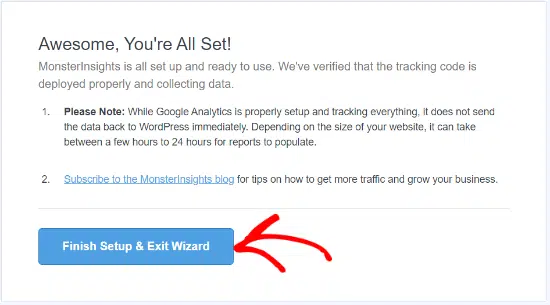 Awesome, You're All Set!
MonsterInsights is all set up and ready to use. We've verified that the tracking code is
deployed properly and collecting data.
1. Please Note: While Google Analytics is properly setup and tracking everything, it does not send
the data back to WordPress immediately. Depending on the size of your website, it can take
between a few hours to 24 hours for reports to populate.
2. Subscribe to the MonsterInsights blog for tips on how to get more traffic and grow your business.
Finish Setup & Exit Wizard